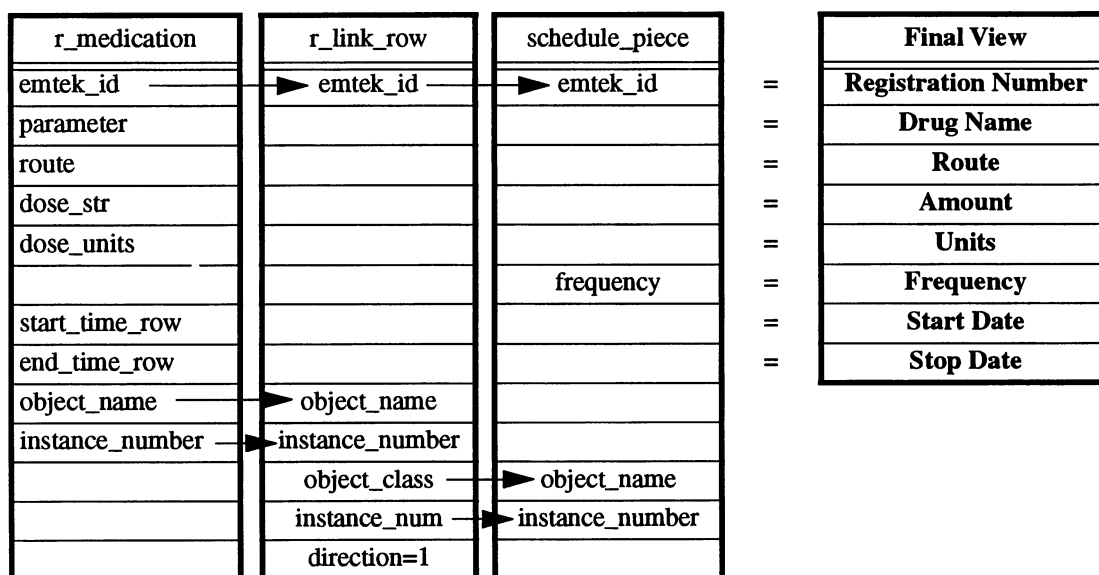 r_medication r_link_row schedule_piece Final View
emtek_id emtek_id emtek_id = Registration Number
parameter = Drug Name
route = Route
dose_str = Amount
dose_units = Units
frequency = Frequency
start_time_row = Start Date
end_time_row = Stop Date
object_name object_name
instance_number instance_number
object_class object_name
instance_num instance_number
direction=1